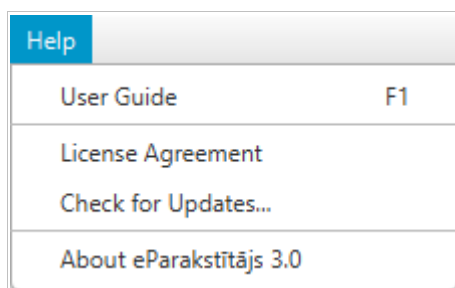 Help
User Guide F1
License Agreement
Check for Updates...
About eParakstītājs 3.0